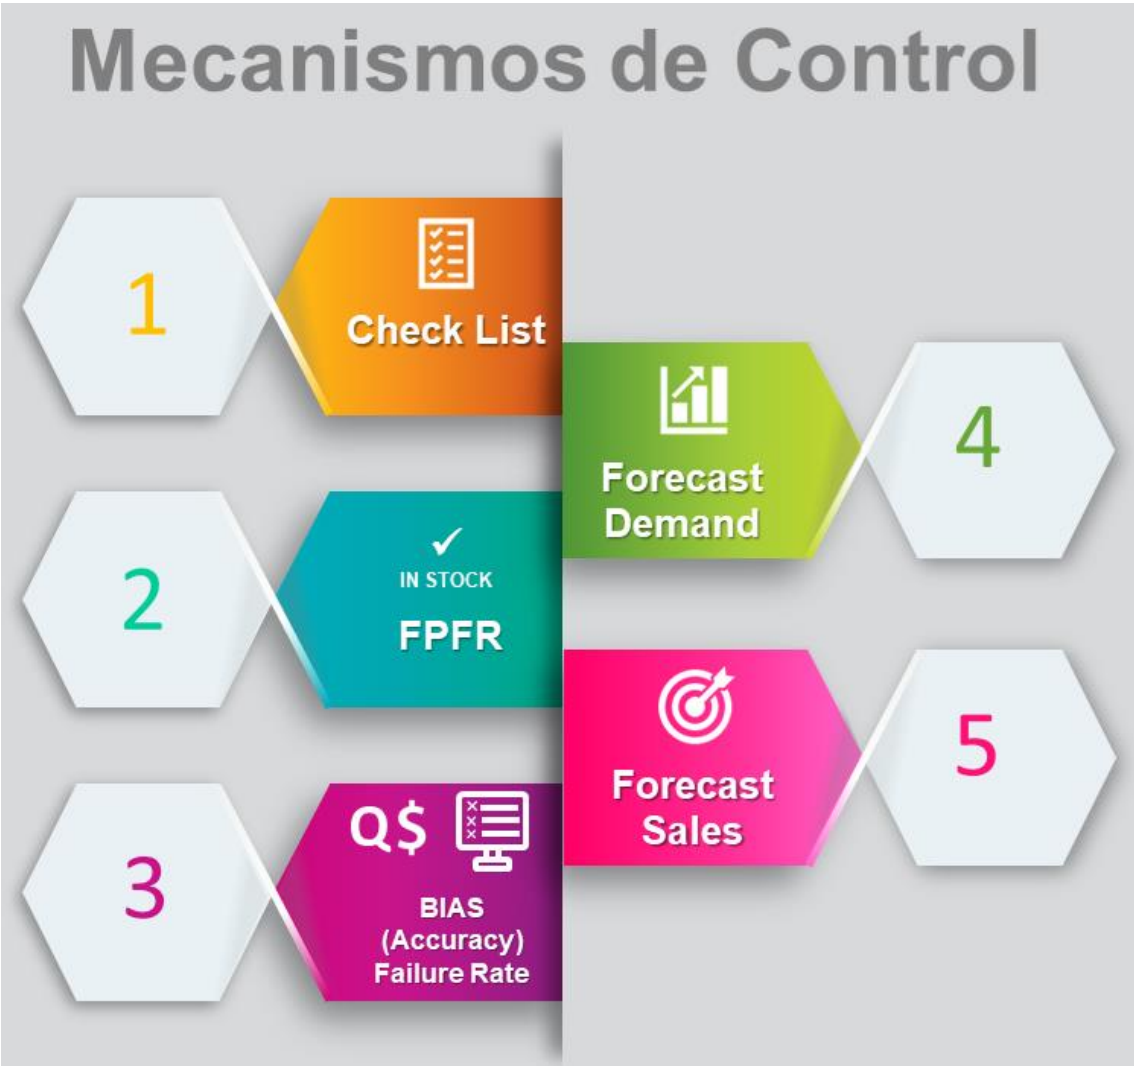 Mecanismos de Control
1
Check List
2
IN STOCK
FPFR
3
Q$
BIAS
(Accuracy)
Failure Rate
4
Forecast
Demand
5
Forecast
Sales